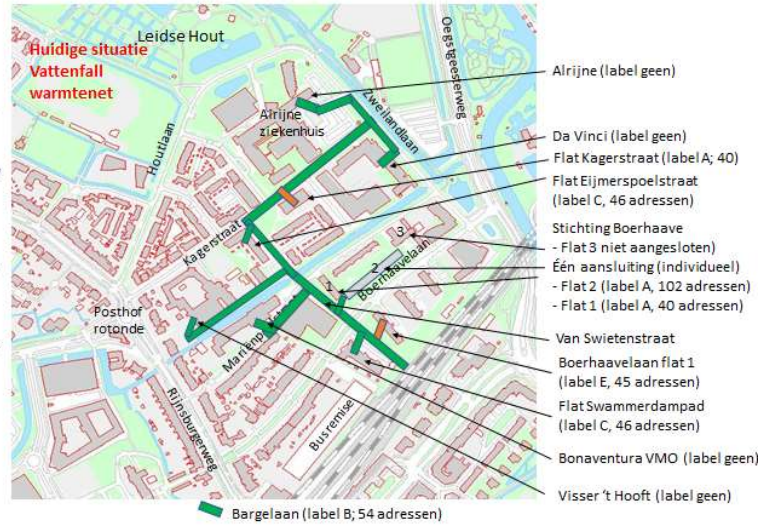 Huidige situatie
Vattenfall
warmtenet
Leidse Hout
Oegstgeesterweg
Zweilandlaan
Alrijne
ziekenhuis
Houtlaan
Kagerstraat
3
2
1
Boerhaavelaan
Posthof
rotonde
Mariënpoelstraat
Rijnsburgerweg
Busremise
Alrijne (label geen)
Da Vinci (label geen)
Flat Kagerstraat (label A; 40)
Flat Eijmerspoelstraat
(label C, 46 adressen)
Stichting Boerhaave
- Flat 3 niet aangesloten
Één aansluiting (individueel)
- Flat 2 (label A, 102 adressen)
- Flat 1 (label A, 40 adressen)
Van Swietenstraat
Boerhaavelaan flat 1
(label E, 45 adressen)
Flat Swammerdampad
(label C, 46 adressen)
Bonaventura VMO (label geen)
Visser ‘t Hooft (label geen)
Bargelaan (label B; 54 adressen)